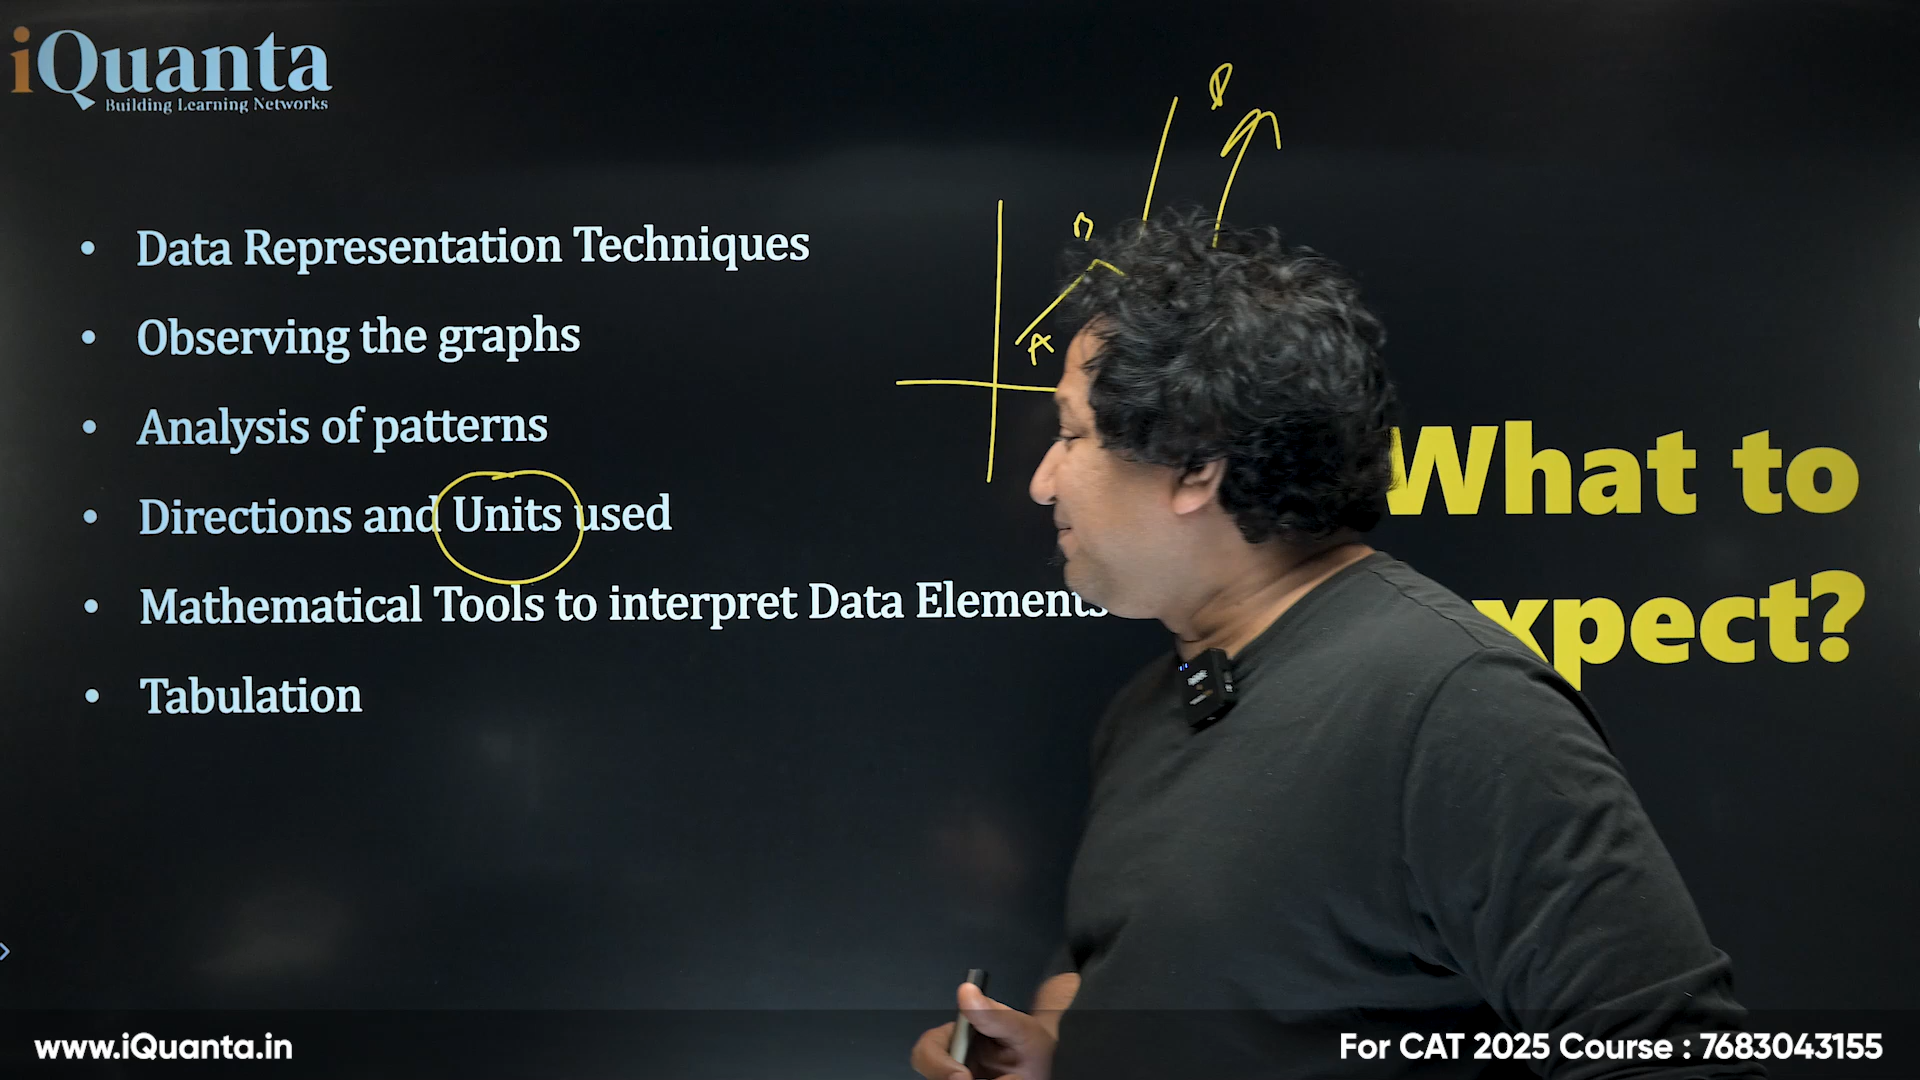 iQuanta
Building Learning Networks
• Data Representation Techniques
• Observing the graphs
• Analysis of patterns
• Directions and Units used
• Mathematical Tools to interpret Data Elements
• Tabulation
A
What to
xpect?
www.iQuanta.in
For CAT 2025 Course : 7683043155